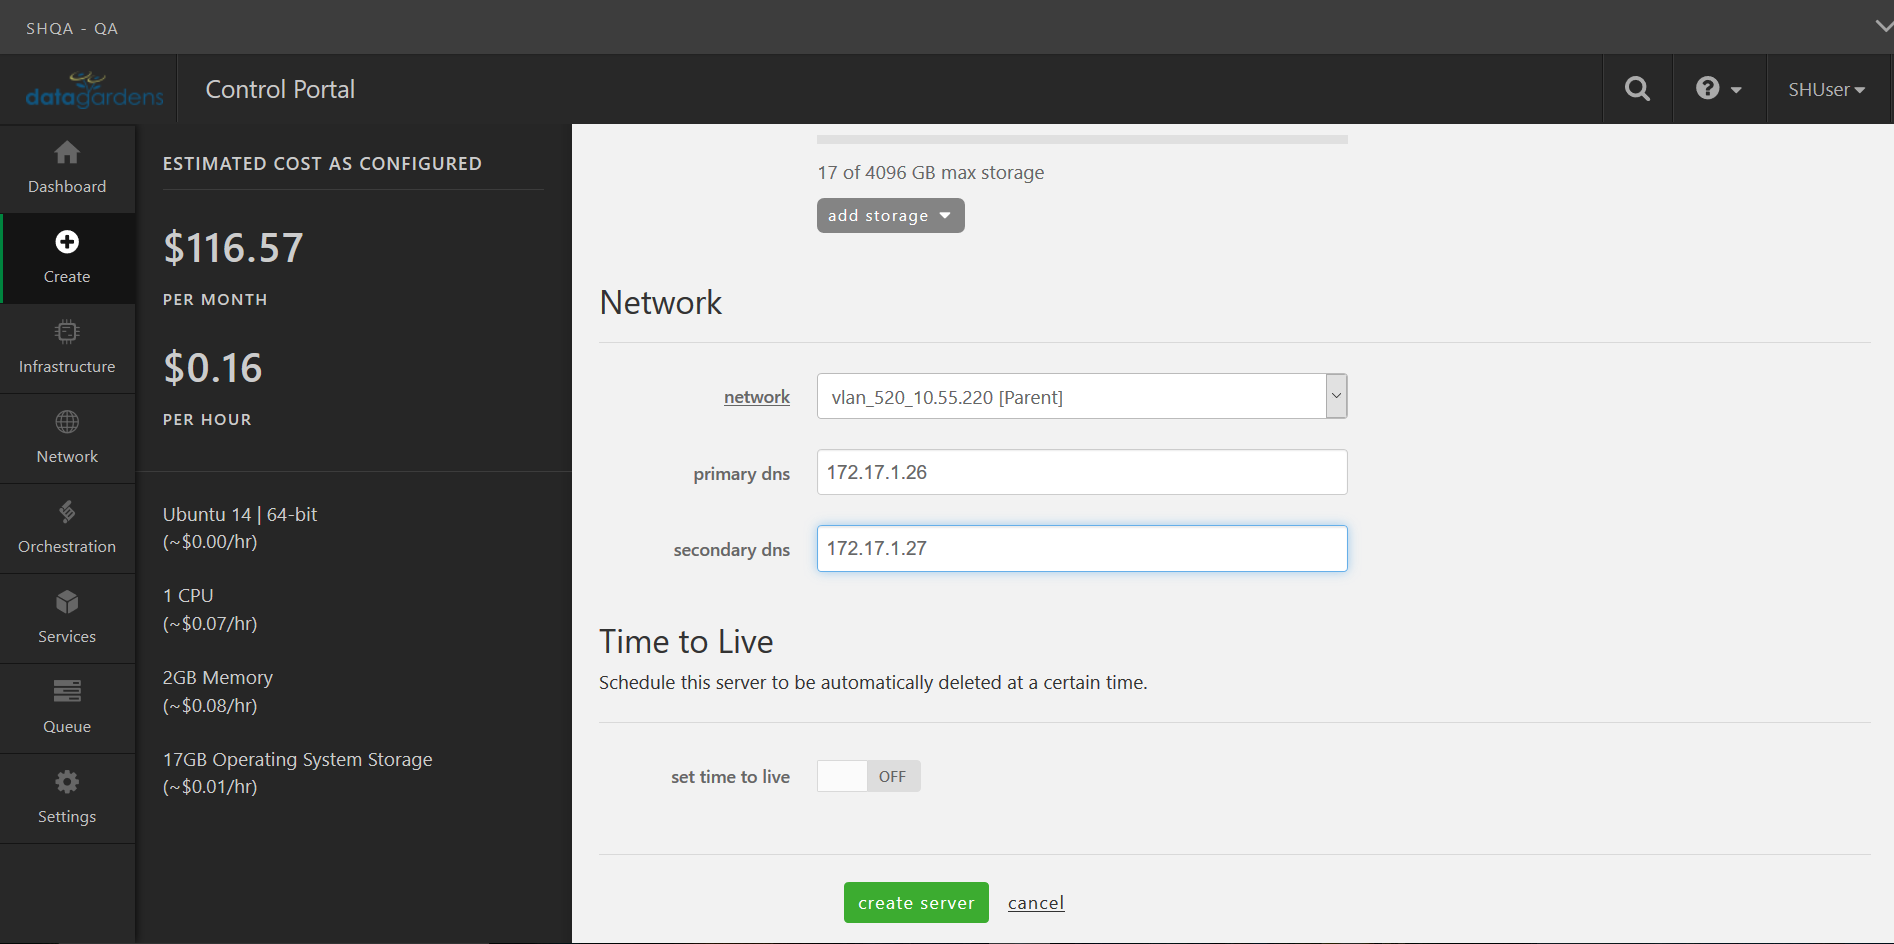 SHQA - QA
datagardens
Control Portal
SHUser
Dashboard
Create
Infrastructure
Network
Orchestration
Services
Queue
Settings
ESTIMATED COST AS CONFIGURED
$116.57
PER MONTH
$0.16
PER HOUR
Ubuntu 14 | 64-bit
(~$0.00/hr)
1 CPU
(~$0.07/hr)
2GB Memory
(~$0.08/hr)
17GB Operating System Storage
(~$0.01/hr)
17 of 4096 GB max storage
add storage
Network
network vlan_520_10.55.220 [Parent]
primary dns 172.17.1.26
secondary dns 172.17.1.27
Time to Live
Schedule this server to be automatically deleted at a certain time.
set time to live OFF
create server cancel